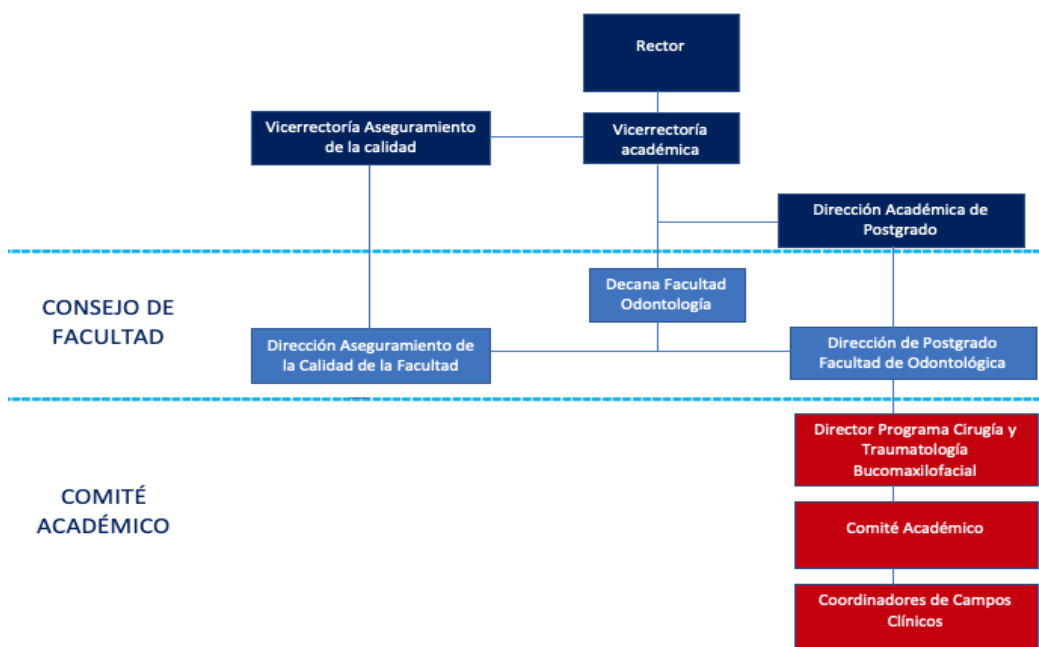 Rector
Vicerrectoría Aseguramiento
de la calidad
Vicerrectoría
académica
Dirección Académica de
Postgrado
CONSEJO DE
FACULTAD
Decana Facultad
Odontología
Dirección Aseguramiento de
la Calidad de la Facultad
Dirección de Postgrado
Facultad de Odontológica
COMITÉ
ACADÉMICO
Director Programa Cirugía y
Traumatología
Bucomaxilofacial
Comité Académico
Coordinadores de Campos
Clínicos